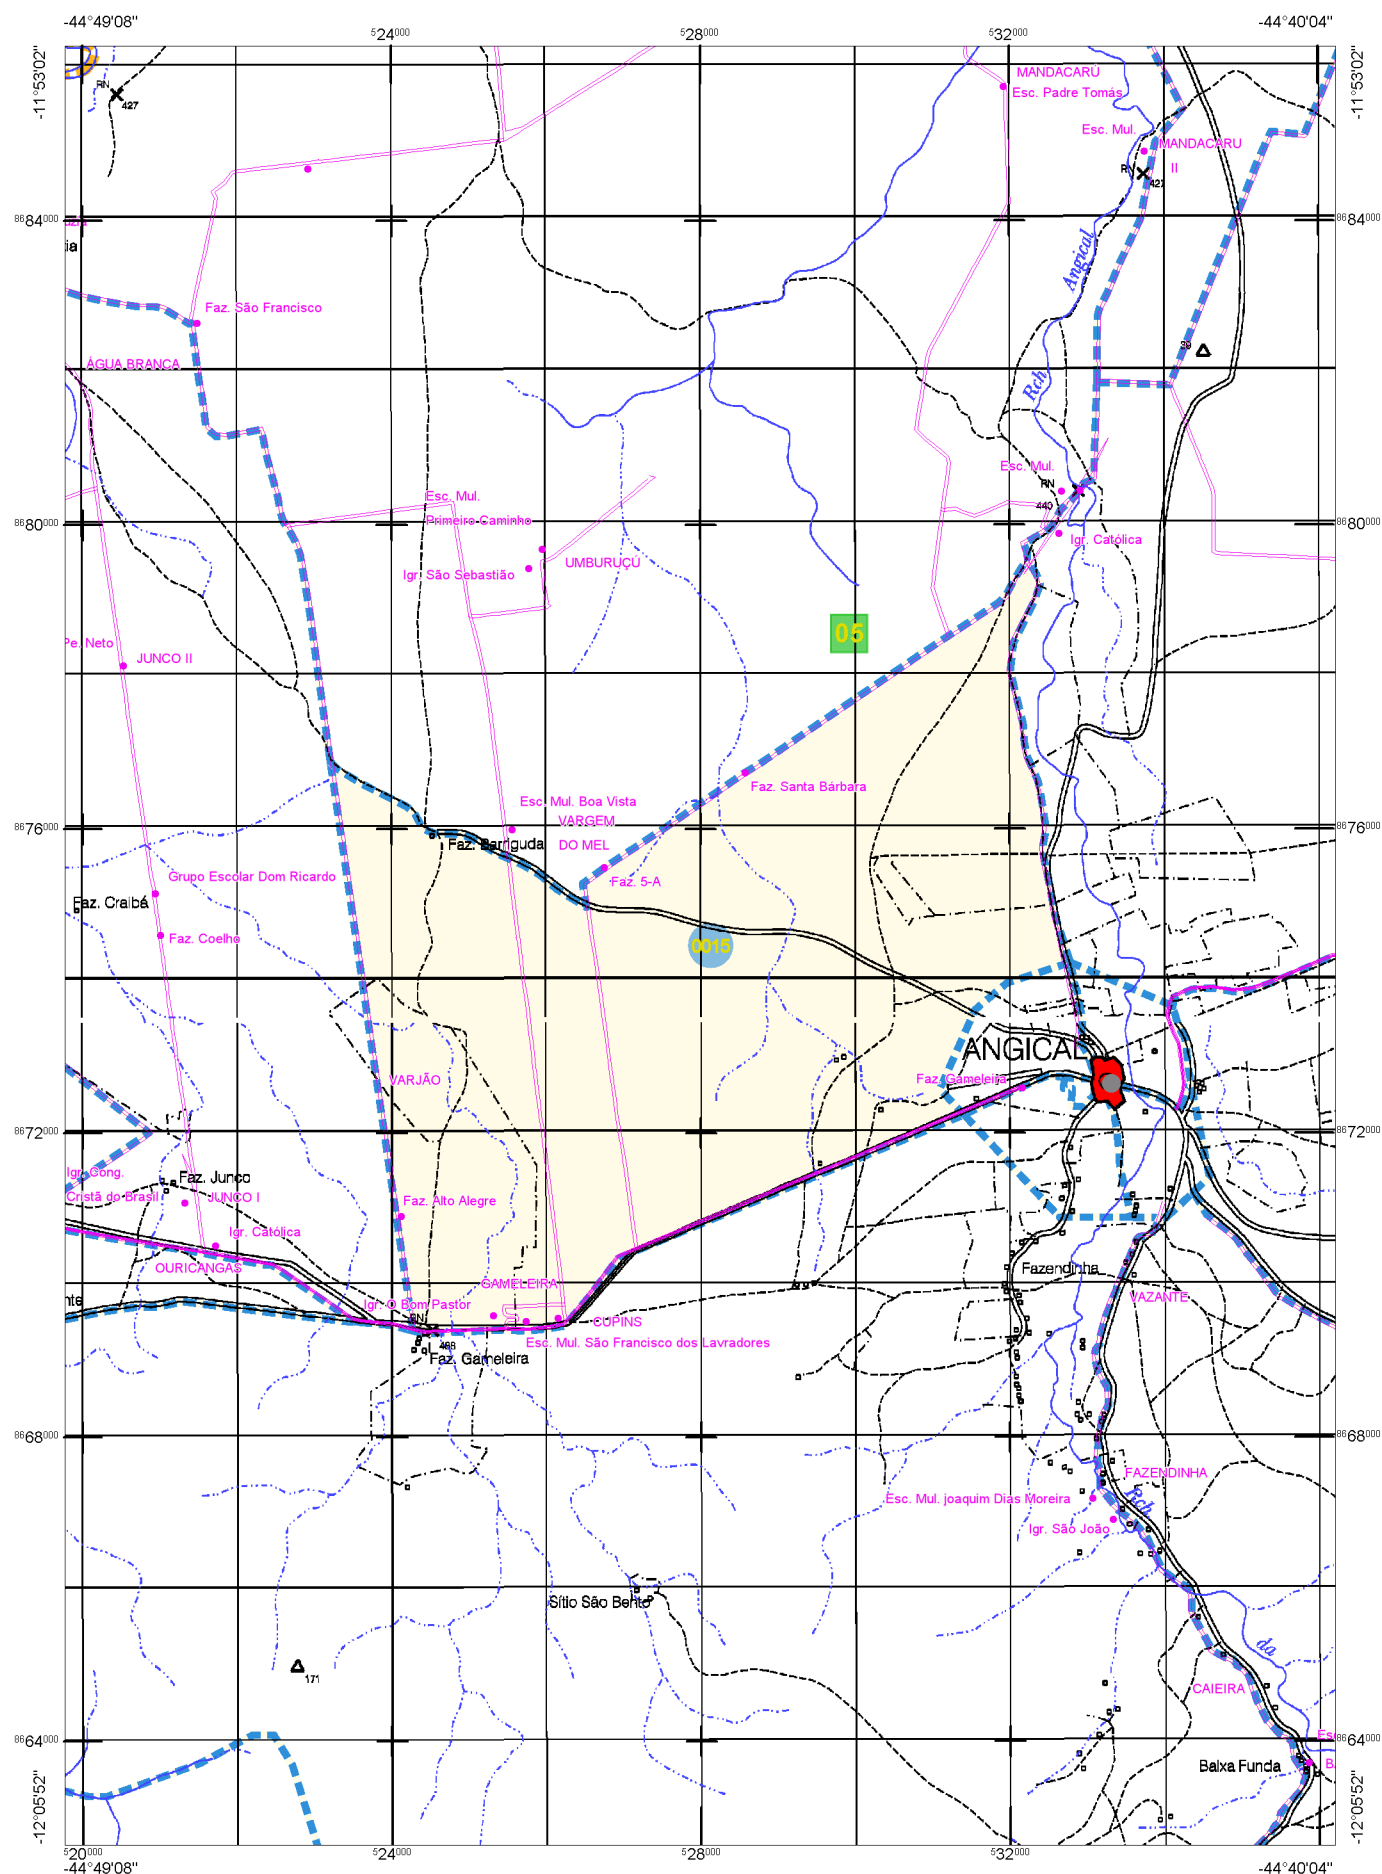 -44°49'08"
-44°40'04"
524000
528000
532000
-11°53'02"
-11°53'02"
RN
427
MANDACARÚ
Esc. Padre Tomás
Esc. Mul.
MANDACARU
II
RN
427
8684000
8684000
Angical
Faz. São Francisco
39
ÁGUA BRANCA
Rch
Esc. Mul.
RN
440
Esc. Mul.
Primeiro Caminho
8680000
8680000
Igr. Católica
UMBURUÇÚ
Igr. São Sebastião
05
Pe. Neto
JUNCO II
Faz. Santa Bárbara
Esc. Mul. Boa Vista
VARGEM
8676000
8676000
Faz. Barriguda
DO MEL
Grupo Escolar Dom Ricardo
Faz. 5-A
Faz. Craibá
Faz. Coelho
0015
ANGICAL
VARJÃO
Faz. Gameleira
8672000
8672000
Igr. Cong.
Cristã do Brasil
Faz. Junco
JUNCO I
Faz. Alto Alegre
Igr. Católica
OURICANGAS
Fazendinha
GAMELEIRA
VAZANTE
nte
Igr. O Bom Pastor
RN
CUPINS
Esc. Mul. São Francisco dos Lavradores
Faz. Gameleira
8668000
8668000
FAZENDINHA
Esc. Mul. joaquim Dias Moreira
Rch
Igr. São João
Sítio São Bento
da
171
CAIEIRA
8664000
8664000
Baixa Funda
-12°05'52"
-12°05'52"
520000
524000
528000
532000
-44°49'08"
-44°40'04"